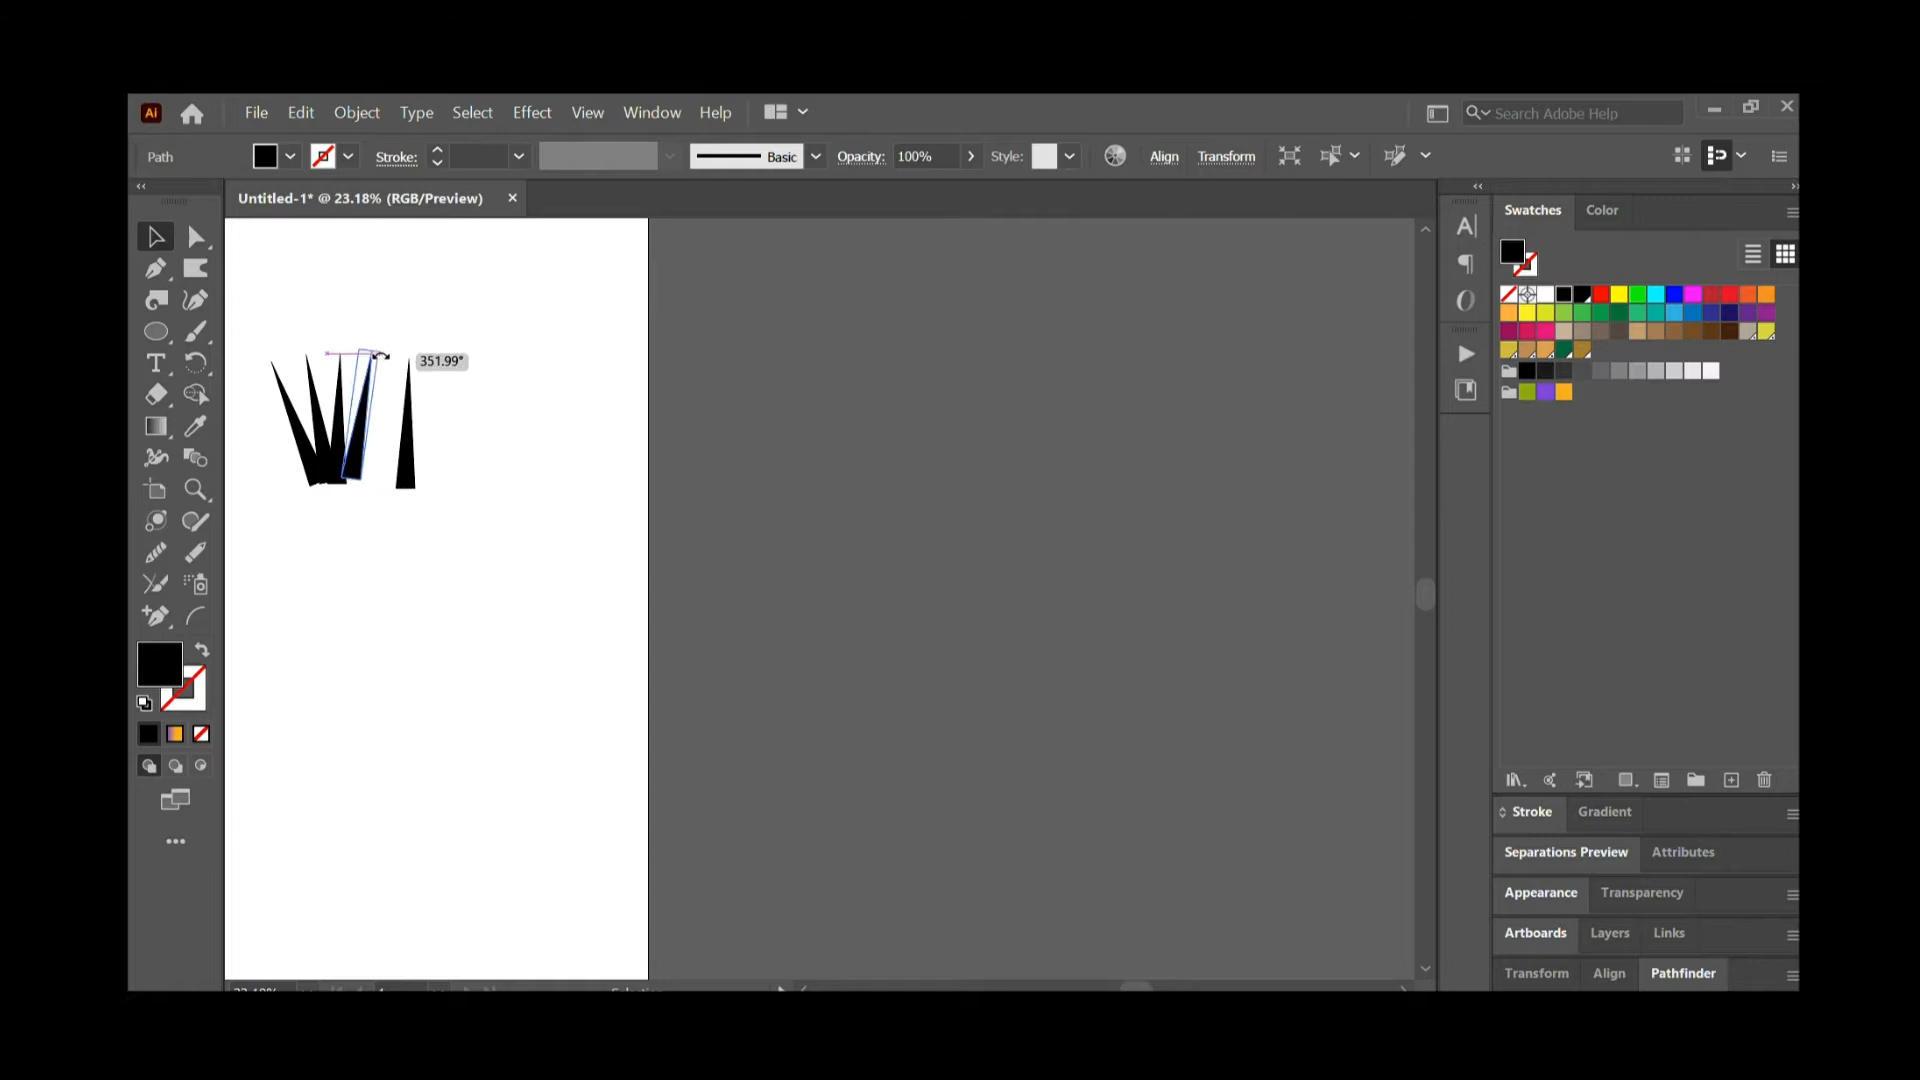 Ai File Edit Object Type Select Effect View Window Help Search Adobe Help
Path Stroke: Basic Opacity: 100% Style: Align Transform
Untitled-1* @ 23.18% (RGB/Preview)
351.99°
Swatches Color
Stroke Gradient
Separations Preview Attributes
Appearance Transparency
Artboards Layers Links
Transform Align Pathfinder